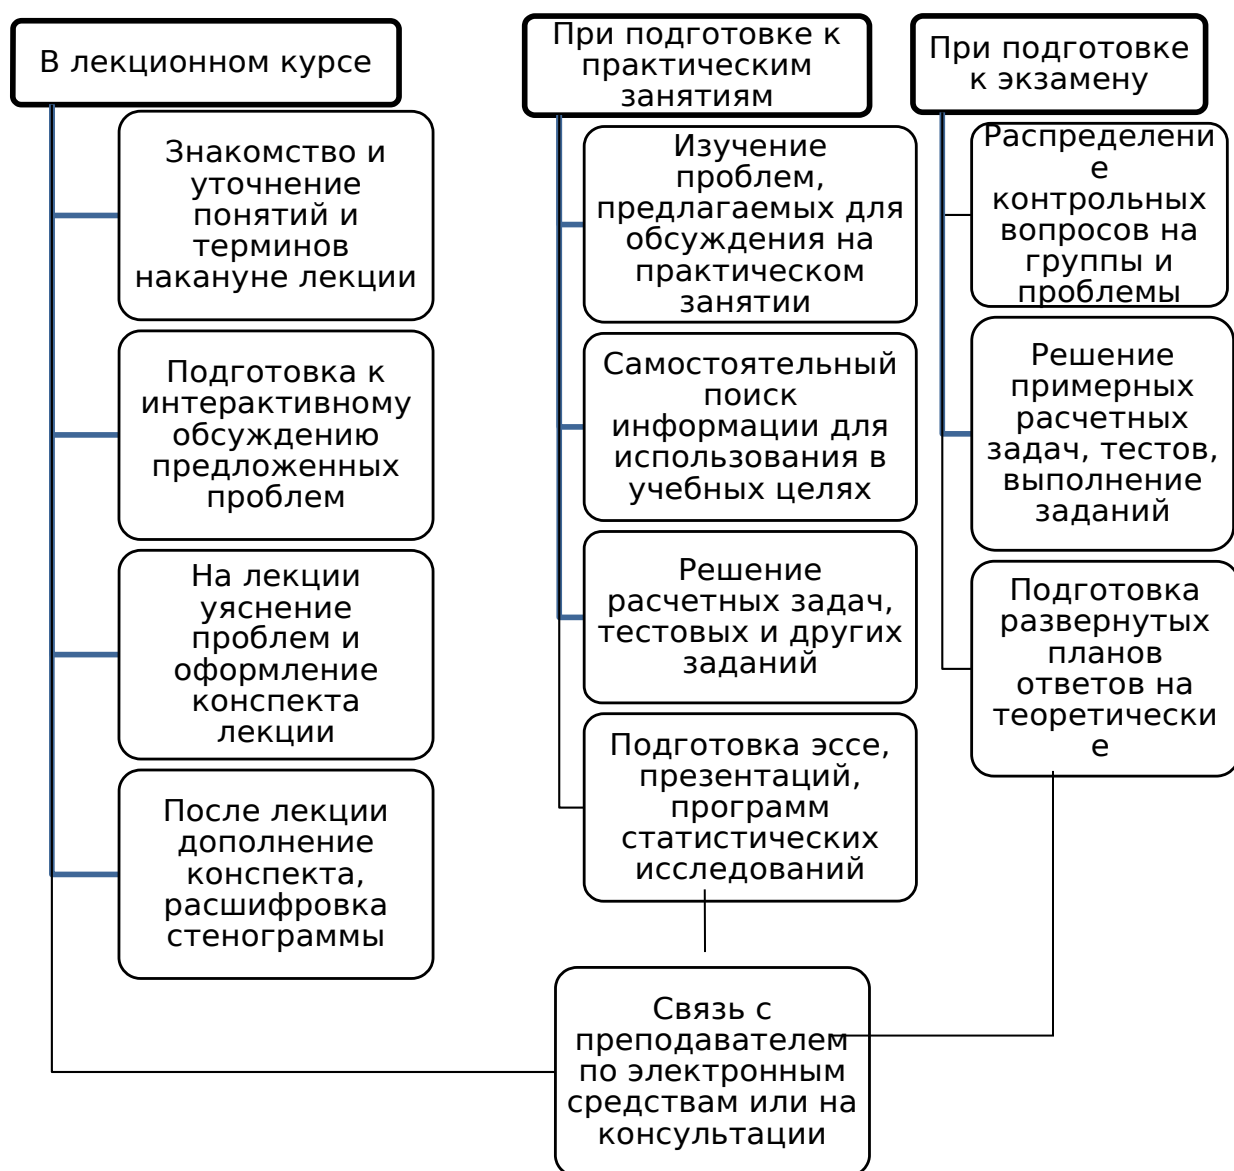 В лекционном курсе
Знакомство и
уточнение
понятий и
терминов
накануне лекции
Подготовка к
интерактивному
обсуждению
предложенных
проблем
На лекции
уяснение
проблем и
оформление
конспекта
лекции
После лекции
дополнение
конспекта,
расшифровка
стенограммы
При подготовке к
практическим
занятиям
Изучение
проблем,
предлагаемых для
обсуждения на
практическом
занятии
Самостоятельный
поиск
информации для
использования в
учебных целях
Решение
расчетных задач,
тестовых и других
заданий
Подготовка эссе,
презентаций,
программ
статистических
исследований
При подготовке
к экзамену
Распределени
е
контрольных
вопросов на
группы и
проблемы
Решение
примерных
расчетных
задач, тестов,
выполнение
заданий
Подготовка
развернутых
планов
ответов на
теоретически
е
Связь с
преподавателем
по электронным
средствам или на
консультации